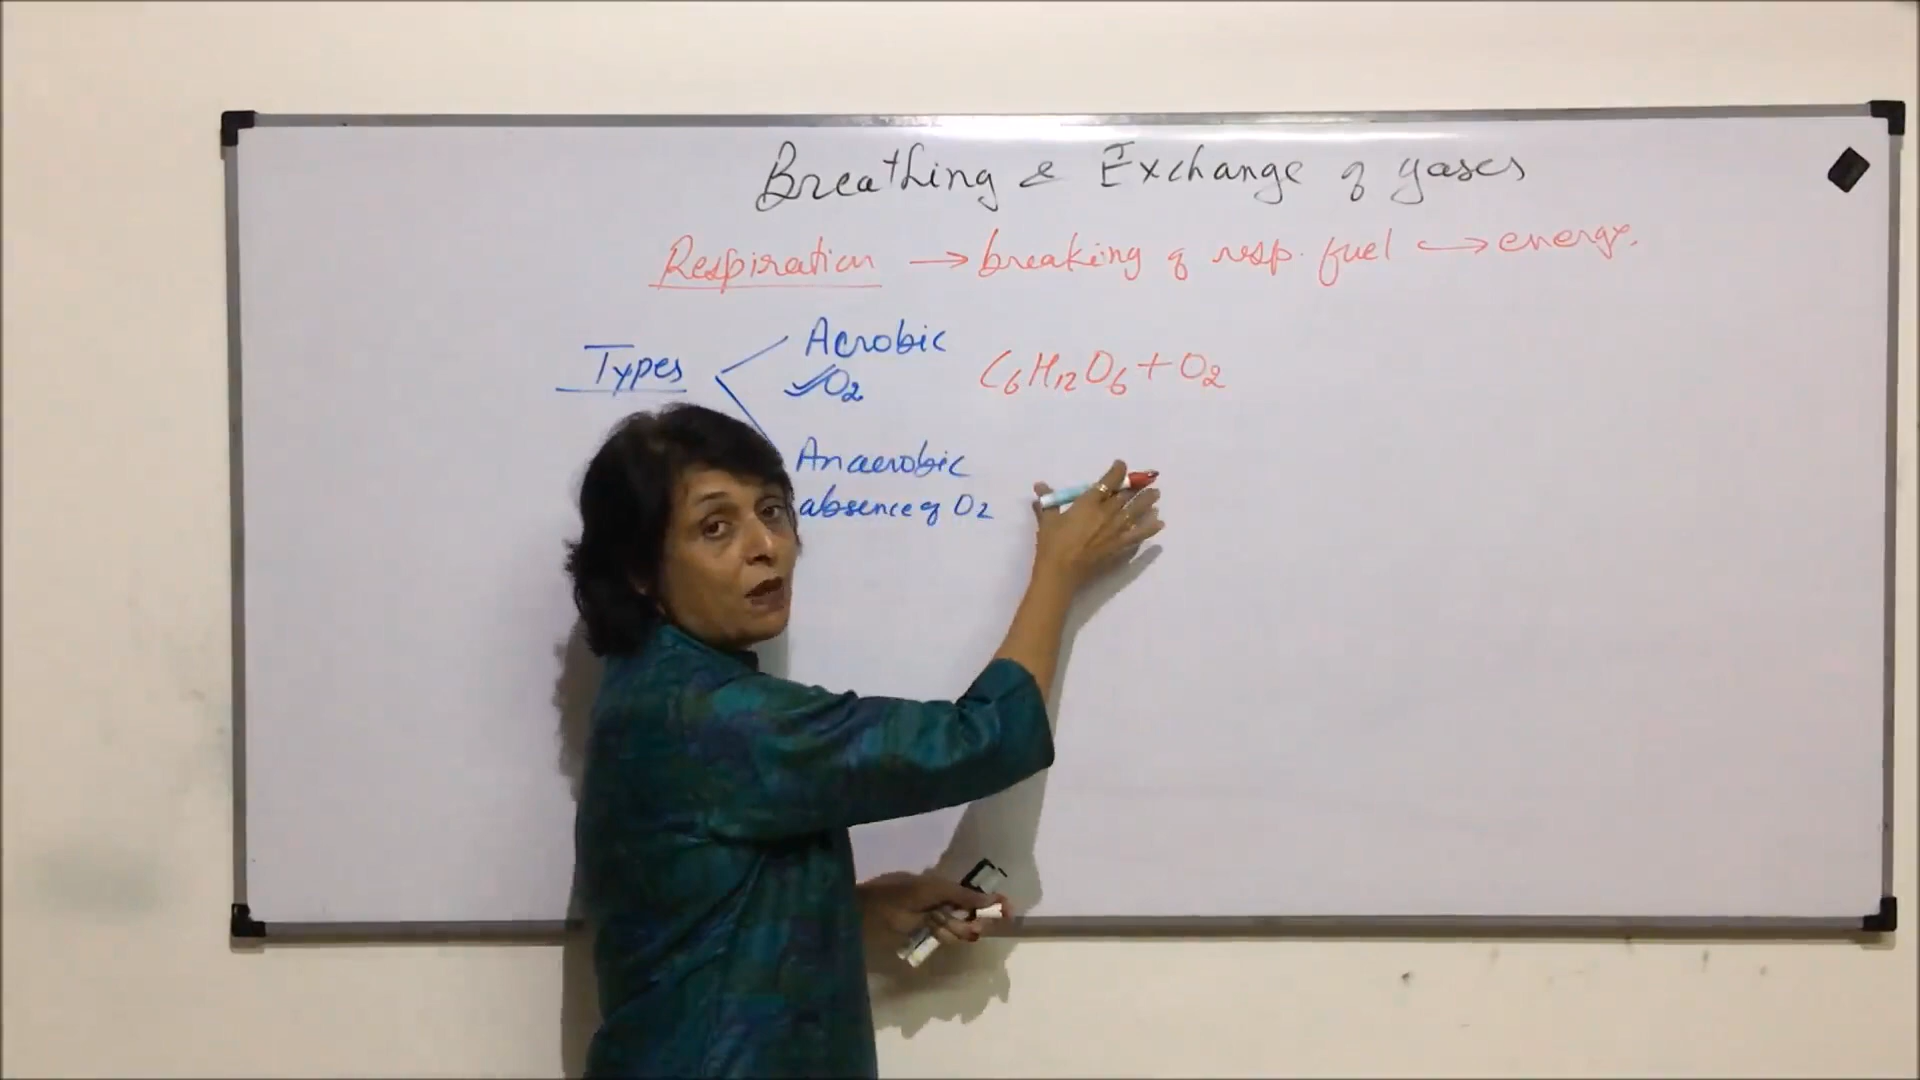 Breathing & Exchange of gases
Respiration → breaking of resp. fuel → energy.
Types
Aerobic
✓O2
C6H12O6 + O2
Anaerobic
absence of O2